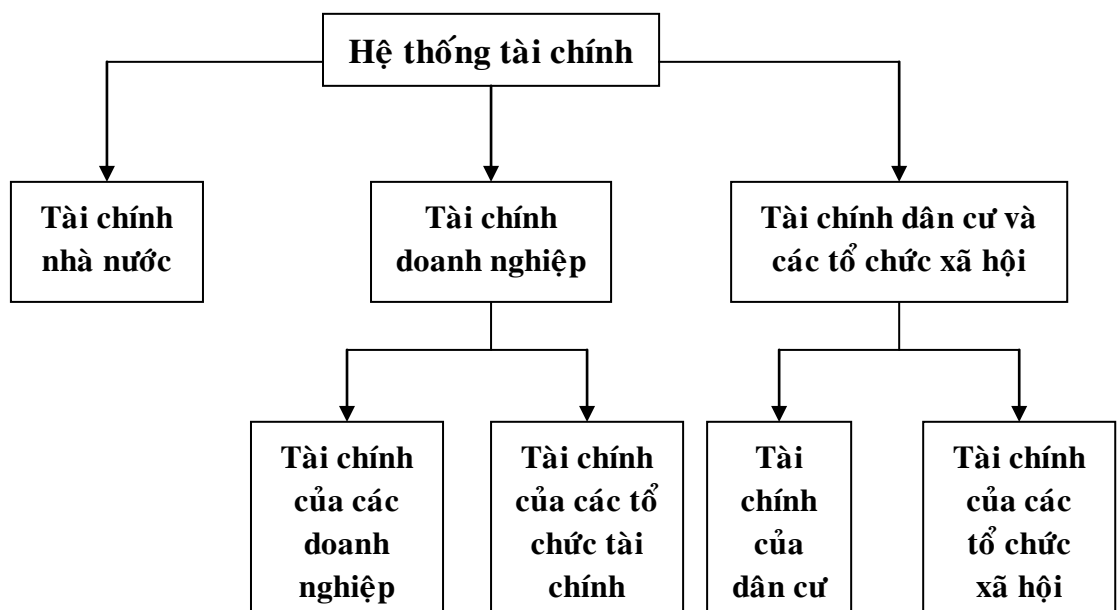 Hệ thống tài chính
Tài chính
nhà nước
Tài chính
doanh nghiệp
Tài chính dân cư và
các tổ chức xã hội
Tài chính
của các
doanh
nghiệp
Tài chính
của các tổ
chức tài
chính
Tài
chính
của
dân cư
Tài chính
của các
tổ chức
xã hội